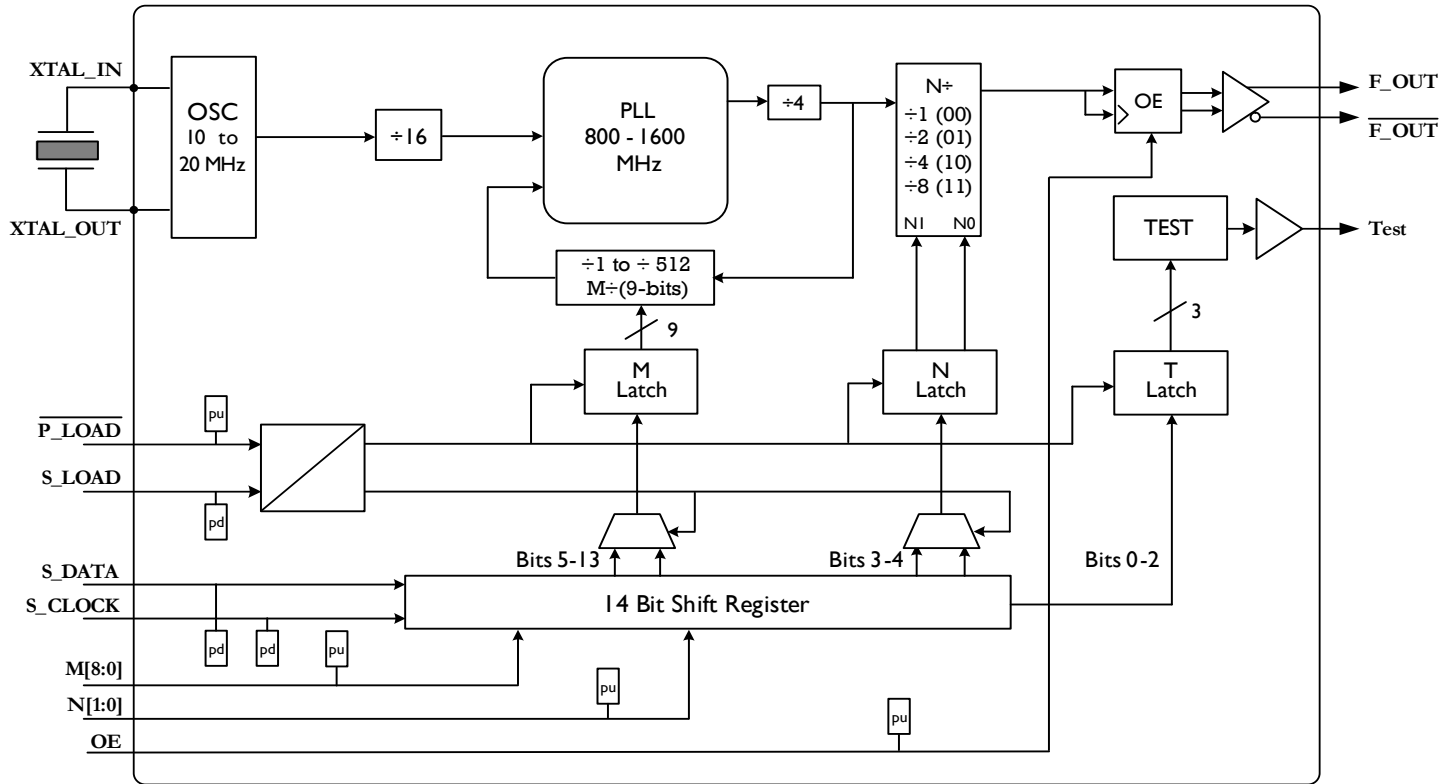 XTAL_IN
XTAL_OUT
OSC
10 to
20 MHz
÷16
PLL
800 - 1600
MHz
÷4
N÷
÷1 (00)
÷2 (01)
÷4 (10)
÷8 (11)
N1 N0
OE
F_OUT
F_OUT
TEST
Test
÷1 to ÷ 512
M÷(9-bits)
9
3
M
Latch
N
Latch
T
Latch
P_LOAD
pu
S_LOAD
pd
Bits 5-13
Bits 3-4
Bits 0-2
S_DATA
S_CLOCK
14 Bit Shift Register
pd
pd
pu
M[8:0]
pu
N[1:0]
pu
OE